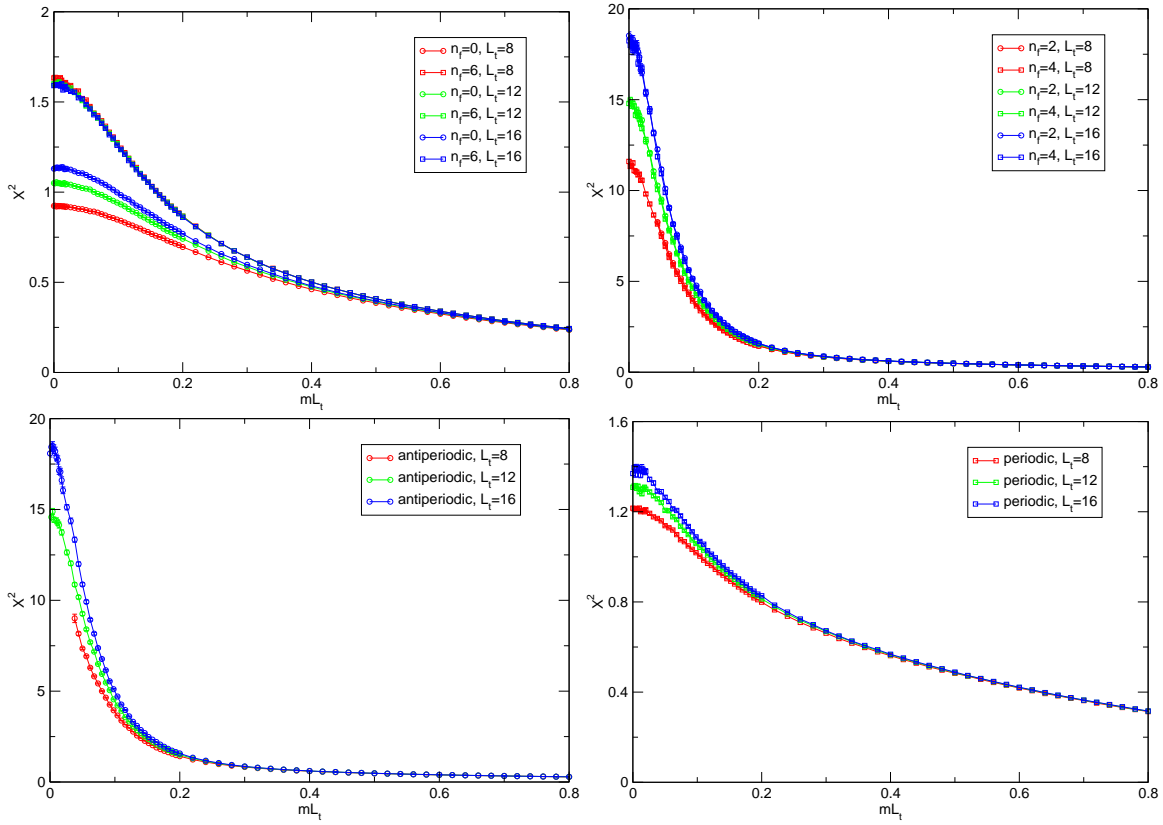 2
1.5
1
0.5
0
X²
0
0.2
0.4
0.6
0.8
mL_t
n_f=0, L_t=8
n_f=6, L_t=8
n_f=0, L_t=12
n_f=6, L_t=12
n_f=0, L_t=16
n_f=6, L_t=16
20
15
10
5
0
X²
0
0.2
0.4
0.6
0.8
mL_t
n_f=2, L_t=8
n_f=4, L_t=8
n_f=2, L_t=12
n_f=4, L_t=12
n_f=2, L_t=16
n_f=4, L_t=16
20
15
10
5
0
X²
0
0.2
0.4
0.6
0.8
mL_t
antiperiodic, L_t=8
antiperiodic, L_t=12
antiperiodic, L_t=16
1.6
1.2
0.8
0.4
0
X²
0
0.2
0.4
0.6
0.8
mL_t
periodic, L_t=8
periodic, L_t=12
periodic, L_t=16